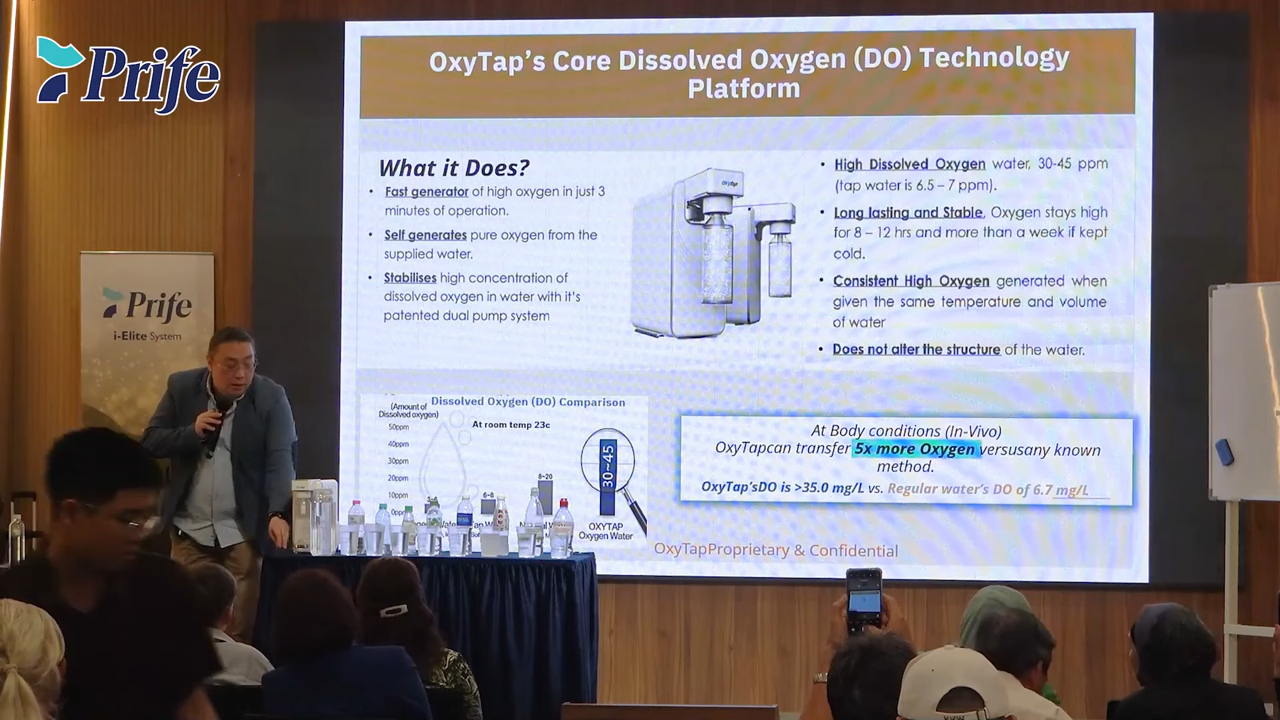 Prife
OxyTap's Core Dissolved Oxygen (DO) Technology
Platform
What it Does?
• Fast generator of high oxygen in just 3
minutes of operation.
• Self generates pure oxygen from the
supplied water.
• Stabilises high concentration of
dissolved oxygen in water with it's
patented dual pump system
• High Dissolved Oxygen water, 30-45 ppm
(tap water is 6.5 – 7 ppm).
• Long lasting and Stable, Oxygen stays high
for 8 – 12 hrs and more than a week if kept
cold.
• Consistent High Oxygen generated when
given the same temperature and volume
of water
• Does not alter the structure of the water.
Prife
i-Elite System
Dissolved Oxygen (DO) Comparison
(Amount of
Dissolved oxygen)
At room temp 23c
50ppm
40ppm
30ppm
20ppm
10ppm
6~8
8~20
30~45
OXYTAP
Oxygen Water
At Body conditions (In-Vivo)
OxyTapcan transfer 5x more Oxygen versusany known
method.
OxyTap'sDO is >35.0 mg/L vs. Regular water's DO of 6.7 mg/L
OxyTapProprietary & Confidential